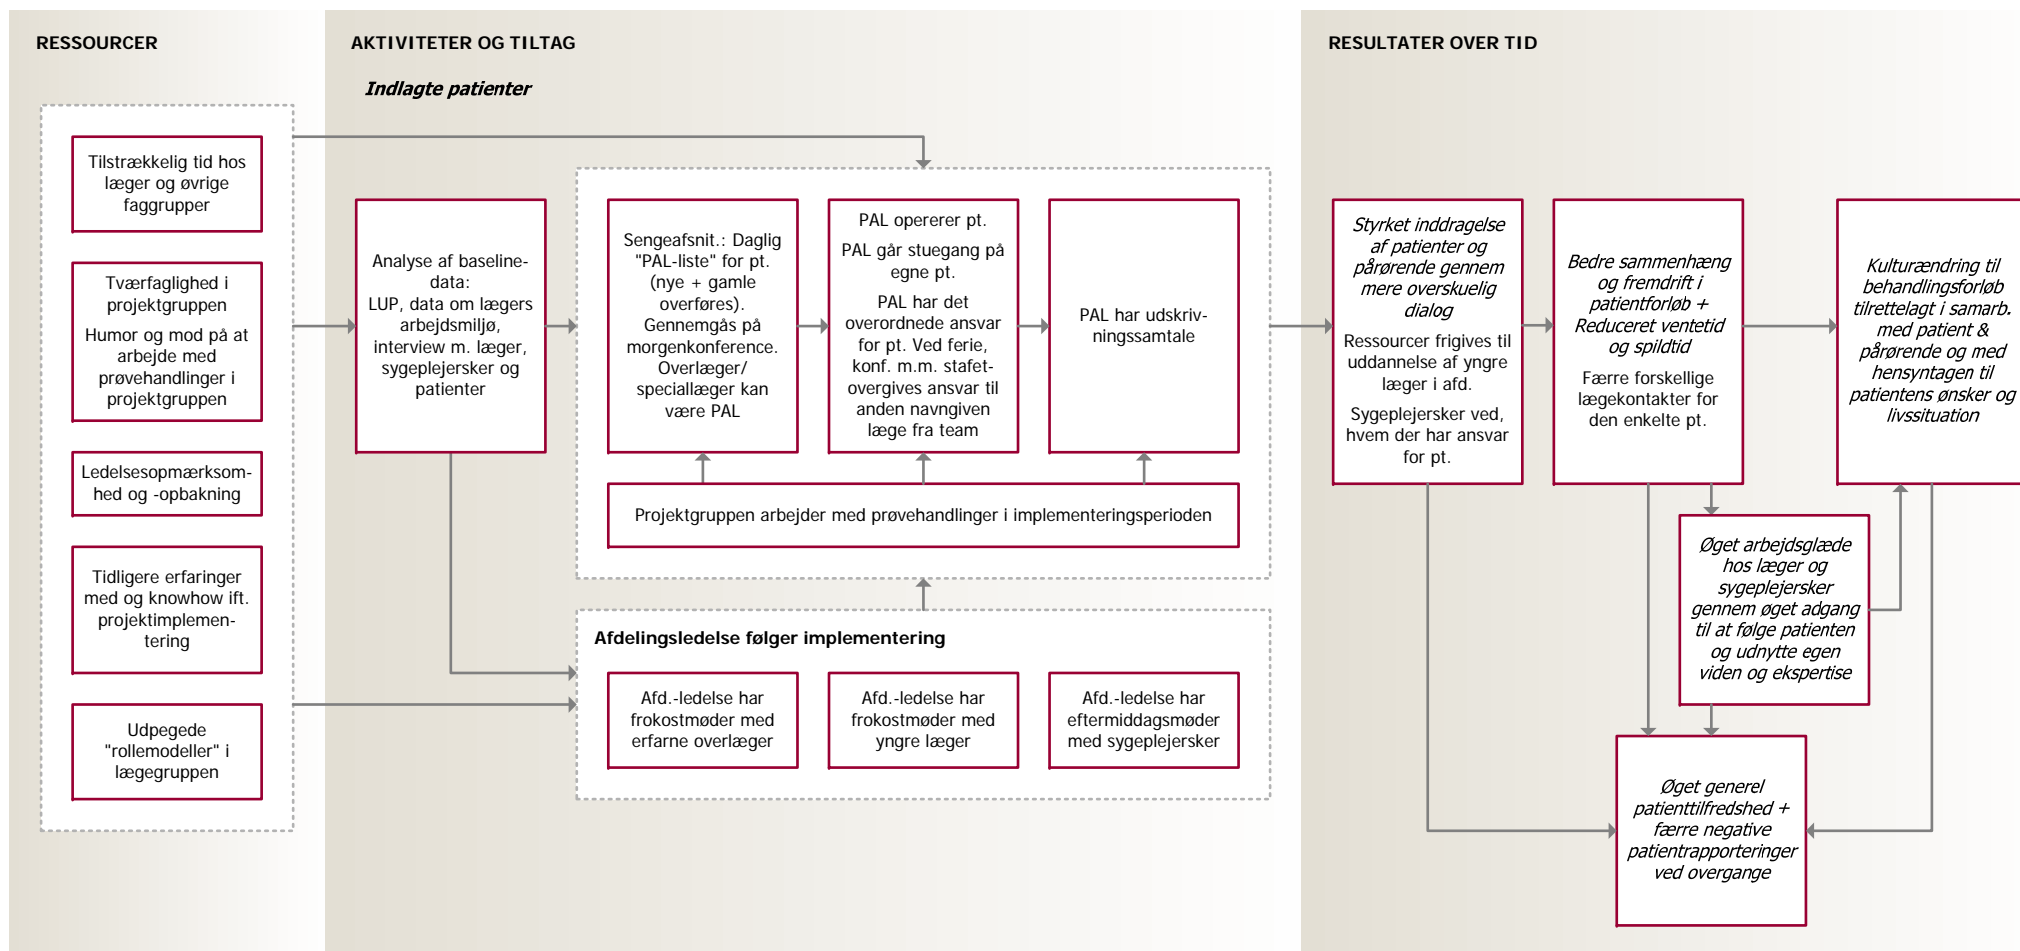 RESSOURCER
Tilstrækkelig tid hos
læger og øvrige
faggrupper
Tværfaglighed i
projektgruppen
Humor og mod på at
arbejde med
prøvehandlinger i
projektgruppen
Ledelsesopmærksom-
hed og -opbakning
Tidligere erfaringer
med og knowhow ift.
projektimplemen-
tering
Udpegede
"rollemodeller" i
lægegruppen
AKTIVITETER OG TILTAG
Indlagte patienter
Analyse af baseline-
data:
LUP, data om lægers
arbejdsmiljø,
interview m. læger,
sygeplejersker og
patienter
Sengeafsnit.: Daglig
"PAL-liste" for pt.
(nye + gamle
overføres).
Gennemgås på
morgenkonference.
Overlæger/
speciallæger kan
være PAL
PAL opererer pt.
PAL går stuegang på
egne pt.
PAL har det
overordnede ansvar
for pt. Ved ferie,
konf. m.m. stafet-
overgives ansvar til
anden navngiven
læge fra team
PAL har udskriv-
ningssamtale
Projektgruppen arbejder med prøvehandlinger i implementeringsperioden
Afdelingsledelse følger implementering
Afd.-ledelse har
frokostmøder med
erfarne overlæger
Afd.-ledelse har
frokostmøder med
yngre læger
Afd.-ledelse har
eftermiddagsmøder
med sygeplejersker
RESULTATER OVER TID
Styrket inddragelse
af patienter og
pårørende gennem
mere overskuelig
dialog
Ressourcer frigives til
uddannelse af yngre
læger i afd.
Sygeplejersker ved,
hvem der har ansvar
for pt.
Bedre sammenhæng
og fremdrift i
patientforløb +
Reduceret ventetid
og spildtid
Færre forskellige
lægekontakter for
den enkelte pt.
Kulturændring til
behandlingsforløb
tilrettelagt i samarb.
med patient &
pårørende og med
hensyntagen til
patientens ønsker og
livssituation
Øget arbejdsglæde
hos læger og
sygeplejersker
gennem øget adgang
til at følge patienten
og udnytte egen
viden og ekspertise
Øget generel
patienttilfredshed +
færre negative
patientrapporteringer
ved overgange